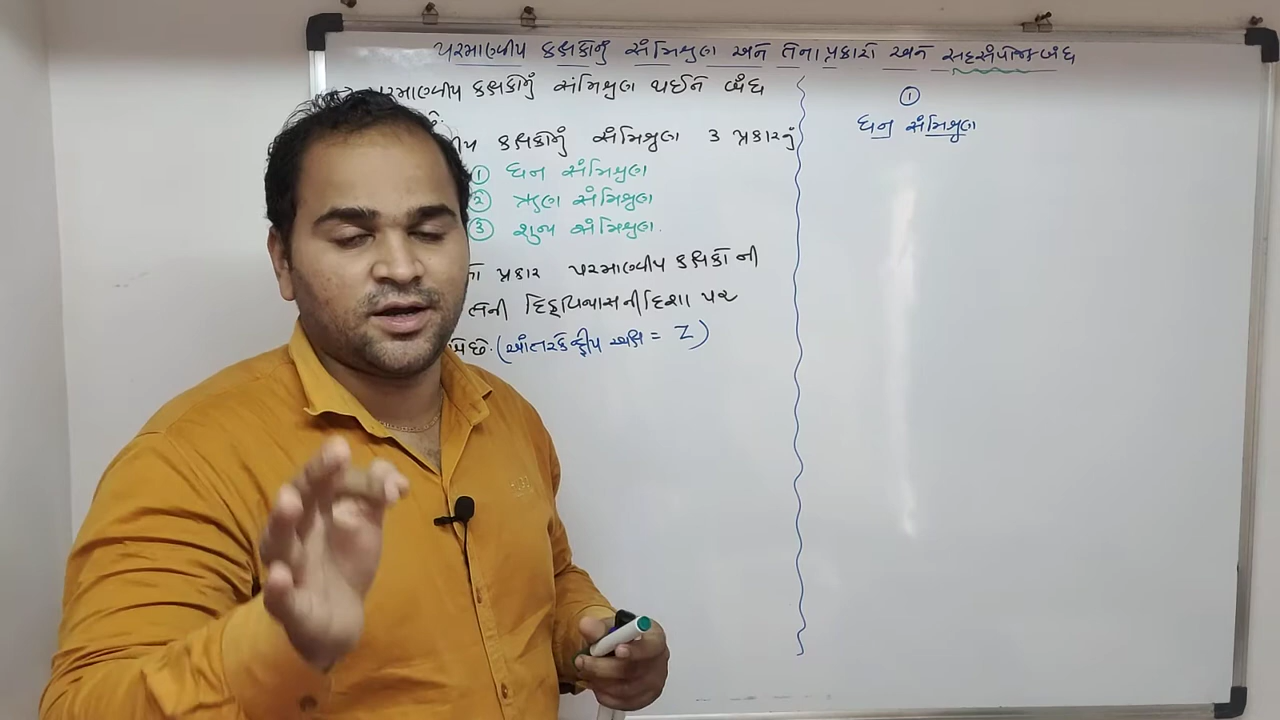 પરમાણ્વીય કક્ષકોનું સંમિશ્રણ અને તેના પ્રકારો અને સહસંયોજક બંધ
પરમાણ્વીય કક્ષકોનું સંમિશ્રણ થઈને બંધ
કક્ષકોનું સંમિશ્રણ ૩ પ્રકારનું
① ધન સંમિશ્રણ
② ઋણ સંમિશ્રણ
③ શુન્ય સંમિશ્રણ.
પ્રકાર પરમાણ્વીય કક્ષકોની
તેની દિક્વિન્યાસની દિશા પર
(આંતરકેન્દ્રીય અક્ષ = Z)
①
ધન સંમિશ્રણ